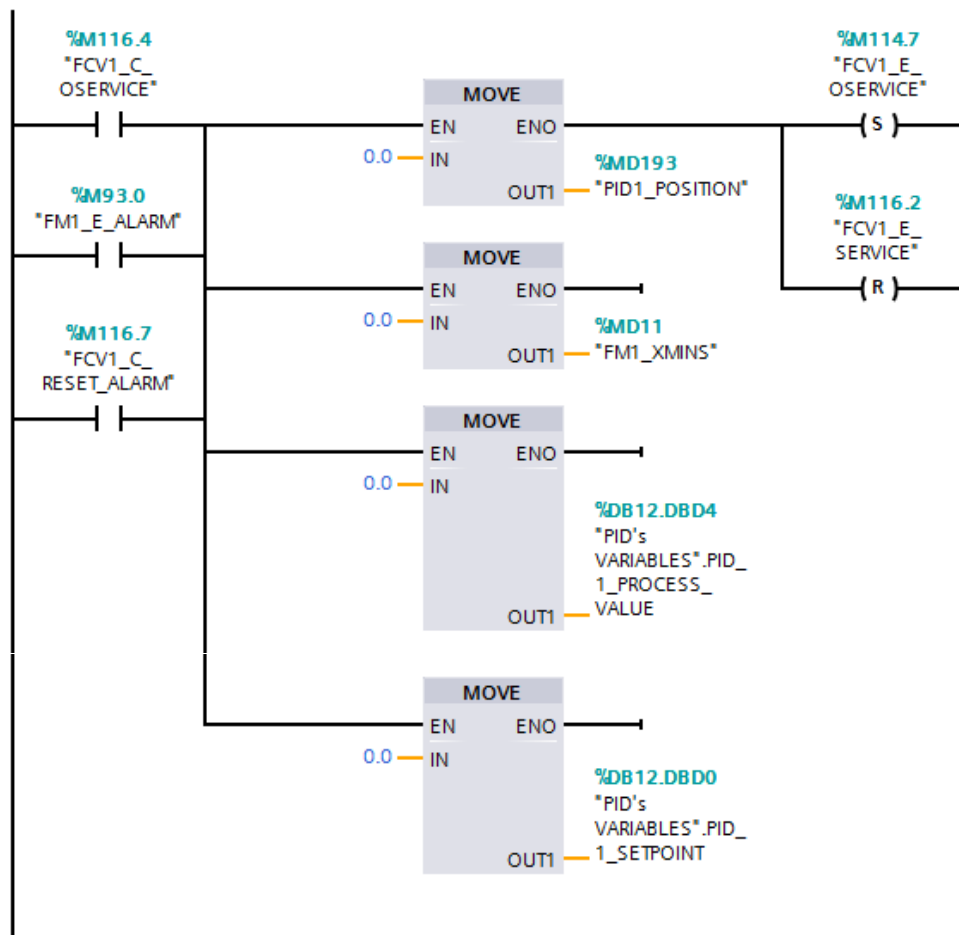 %M116.4
"FCV1_C_
OSERVICE"
MOVE
EN ENO
0.0 IN
OUT1
%MD193
"PID1_POSITION"
%M114.7
"FCV1_E_
OSERVICE"
S
%M93.0
"FM1_E_ALARM"
%M116.2
"FCV1_E_
SERVICE"
R
MOVE
EN ENO
0.0 IN
OUT1
%MD11
"FM1_XMINS"
%M116.7
"FCV1_C_
RESET_ALARM"
MOVE
EN ENO
0.0 IN
OUT1
%DB12.DBD4
"PID's
VARIABLES".PID_
1_PROCESS_
VALUE
MOVE
EN ENO
0.0 IN
OUT1
%DB12.DBD0
"PID's
VARIABLES".PID_
1_SETPOINT